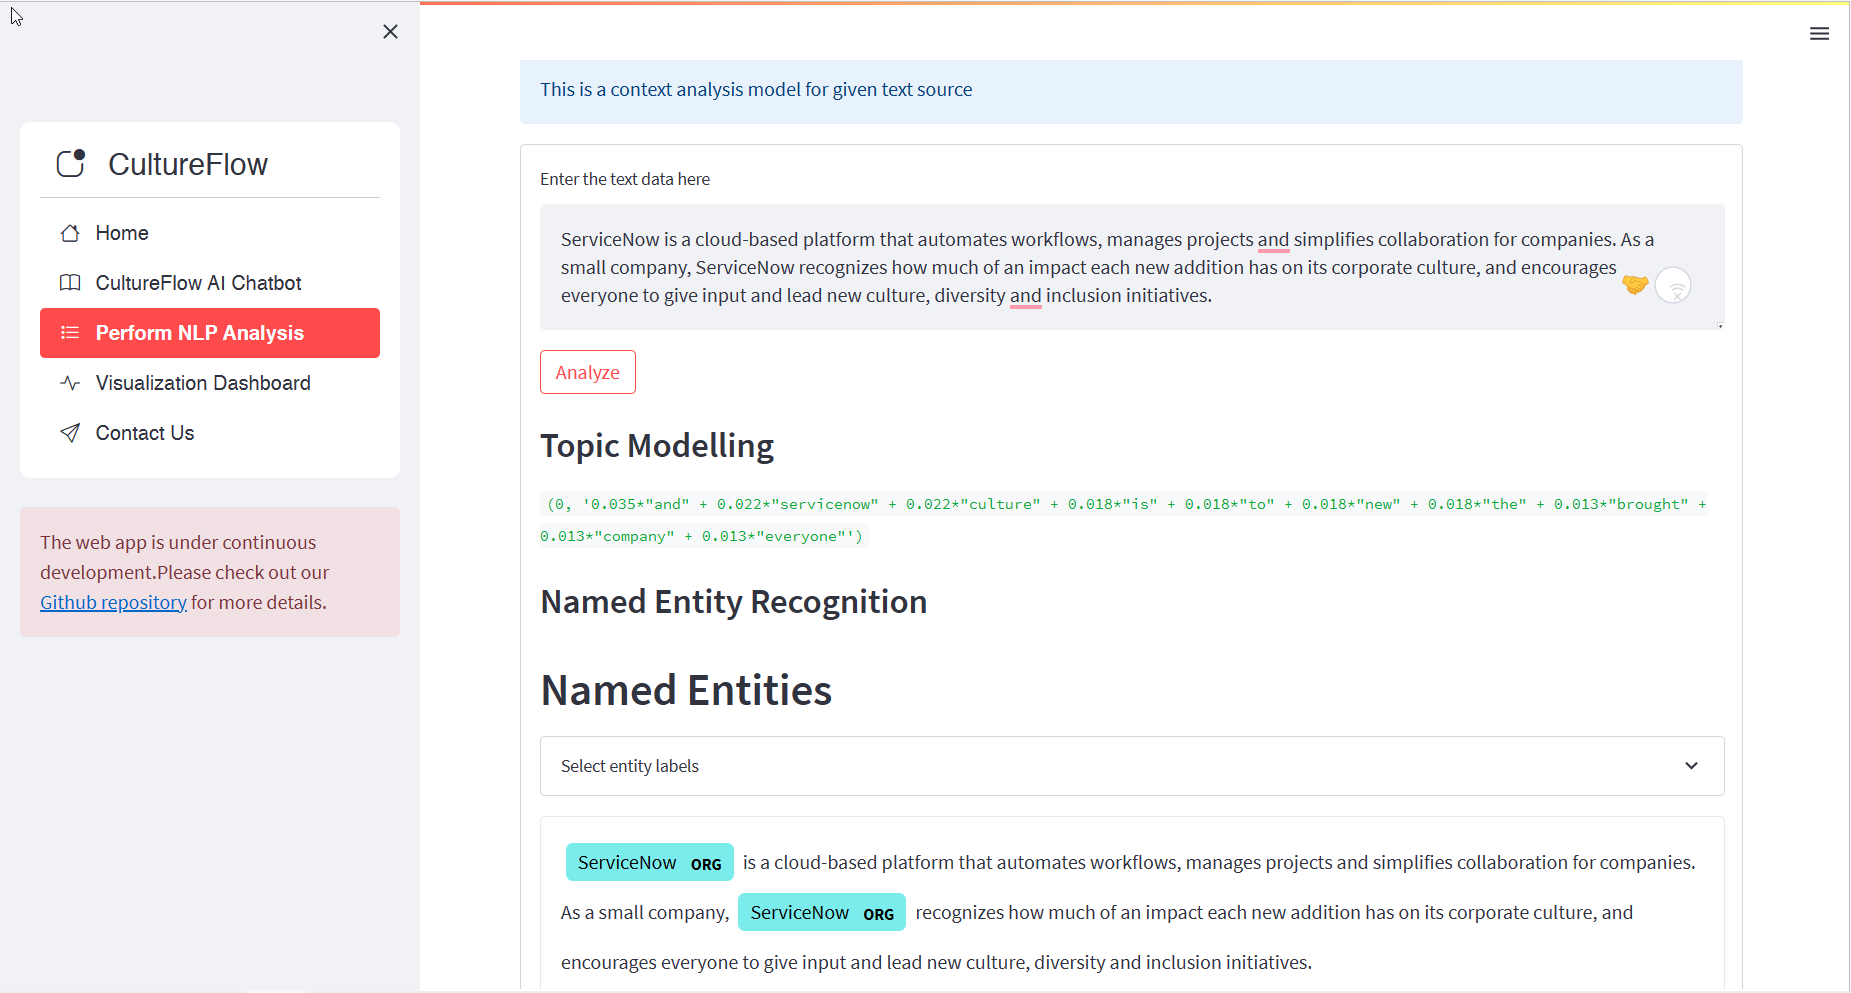 CultureFlow
Home
CultureFlow AI Chatbot
Perform NLP Analysis
Visualization Dashboard
Contact Us
The web app is under continuous
development.Please check out our
Github repository for more details.
This is a context analysis model for given text source
Enter the text data here
ServiceNow is a cloud-based platform that automates workflows, manages projects and simplifies collaboration for companies. As a
small company, ServiceNow recognizes how much of an impact each new addition has on its corporate culture, and encourages
everyone to give input and lead new culture, diversity and inclusion initiatives.
Analyze
Topic Modelling
(0, '0.035*"and" + 0.022*"servicenow" + 0.022*"culture" + 0.018*"is" + 0.018*"to" + 0.018*"new" + 0.018*"the" + 0.013*"brought" +
0.013*"company" + 0.013*"everyone"')
Named Entity Recognition
Named Entities
Select entity labels
ServiceNow ORG is a cloud-based platform that automates workflows, manages projects and simplifies collaboration for companies.
As a small company, ServiceNow ORG recognizes how much of an impact each new addition has on its corporate culture, and
encourages everyone to give input and lead new culture, diversity and inclusion initiatives.